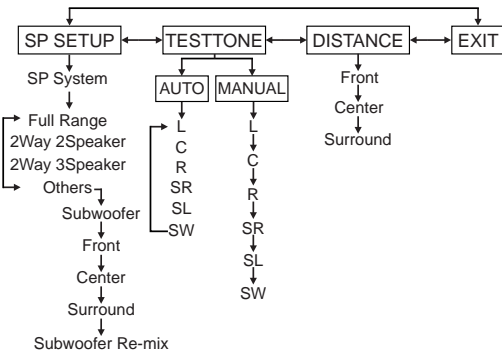 SP SETUP TESTTONE DISTANCE EXIT
SP System
Full Range
2Way 2Speaker
2Way 3Speaker
Others
Subwoofer
Front
Center
Surround
Subwoofer Re-mix
AUTO MANUAL
L
C
R
SR
SL
SW
L
C
R
SR
SL
SW
Front
Center
Surround